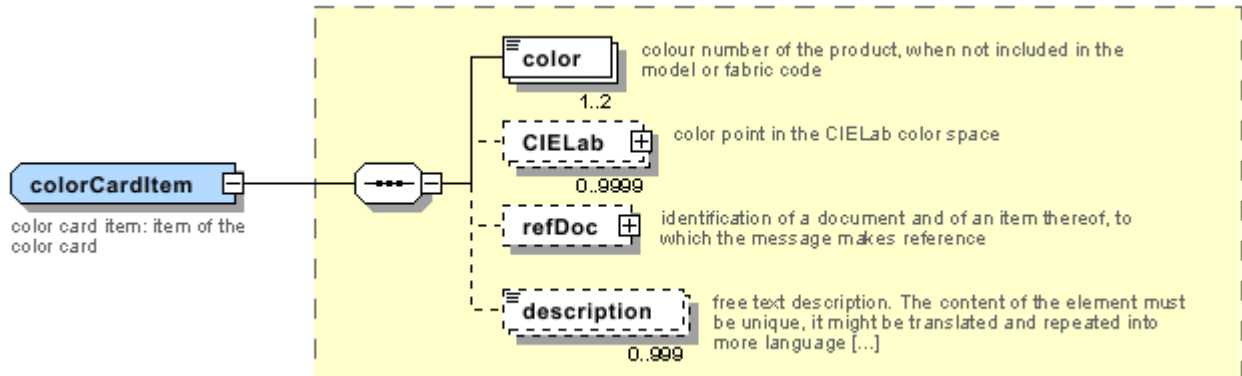 color
colour number of the product, when not included in the
model or fabric code
1..2
CIELab
color point in the CIELab color space
0..9999
colorCardItem
color card item: item of the
color card
refDoc
identification of a document and of an item thereof, to
which the message makes reference
description
free text description. The content of the element must
be unique, it might be translated and repeated into
more language [...]
0..999